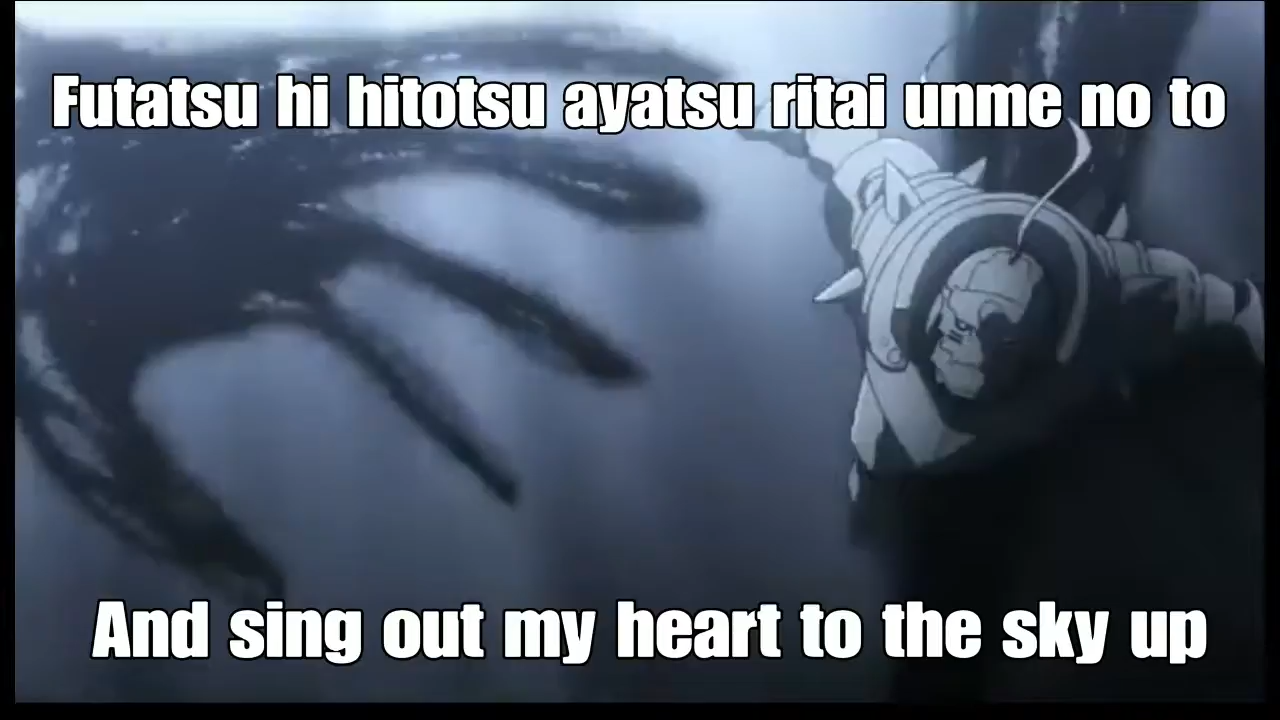 Futatsu hi hitotsu ayatsu ritai unme no to
And sing out my heart to the sky up